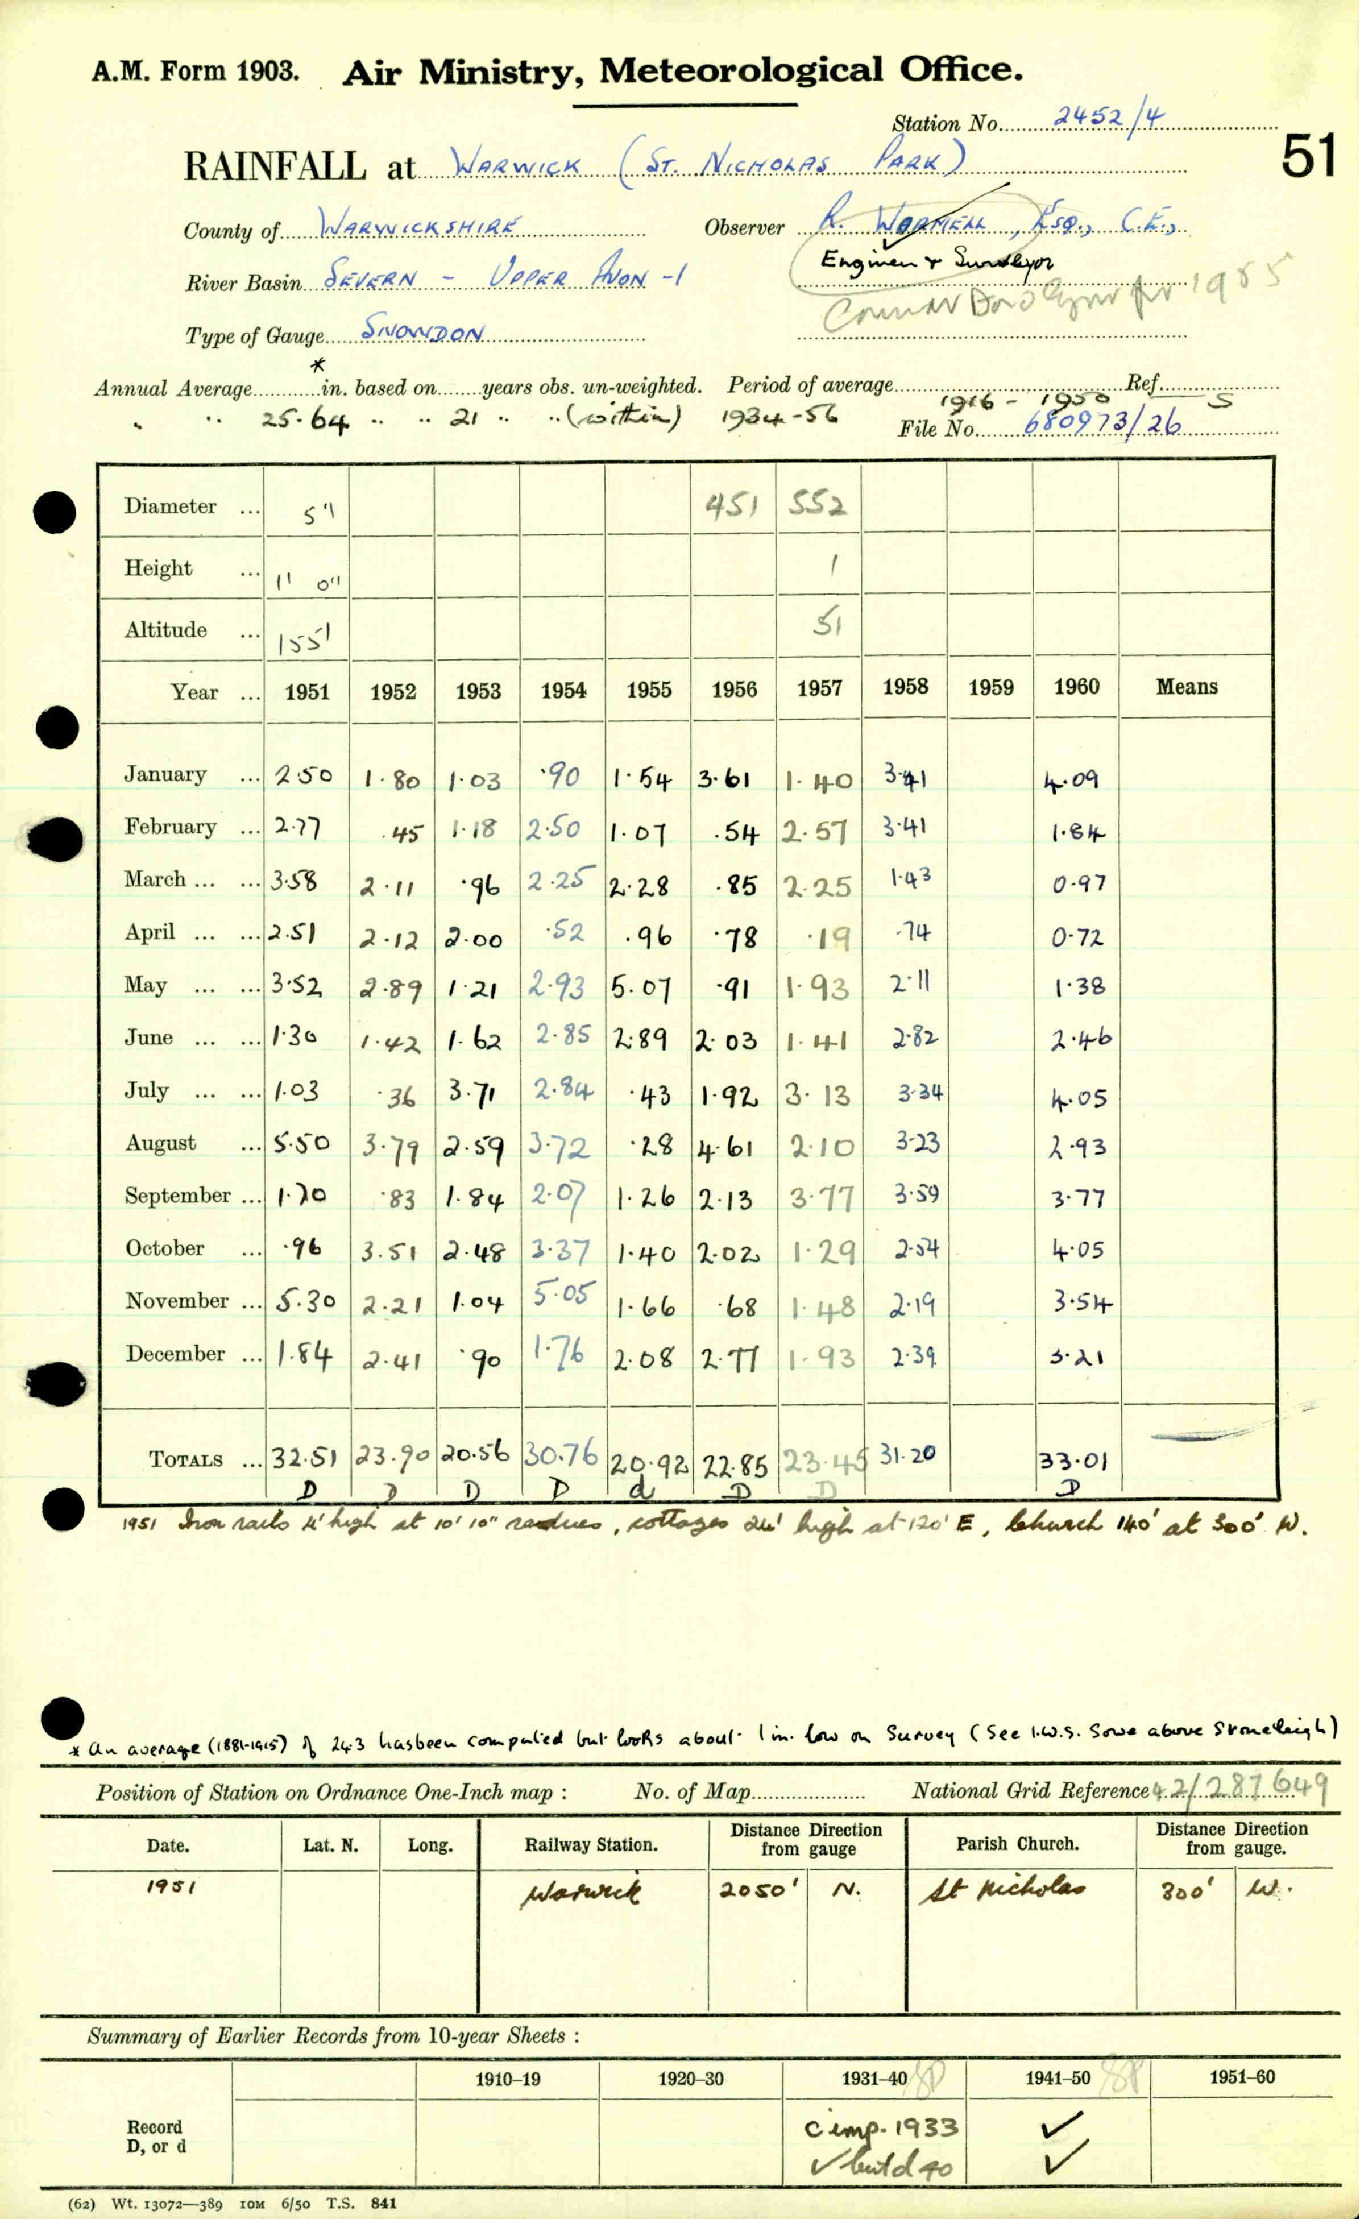 A.M. Form 1903. Air Ministry, Meteorological Office.
Station No. 2452/4
51
RAINFALL at WARWICK (ST. NICHOLAS PARK)
County of WARWICKSHIRE Observer R. WORMELL, Esq., C.E.,
Engineer & Surveyor
River Basin SEVERN - UPPER AVON - 1
for 1955
Type of Gauge SNOWDON
Annual Average * in. based on years obs. un-weighted. Period of average 1916 - 1950 Ref. S
" " 25.64 " " 21 " " (within) 1934-56 File No. 680973/26
Diameter ... 5" 451 552
Height ... 1' 0" 1
Altitude ... 155' 51
Year ... 1951 1952 1953 1954 1955 1956 1957 1958 1959 1960 Means
January ... 2.50 1.80 1.03 .90 1.54 3.61 1.40 3.41 4.09
February ... 2.77 .45 1.18 2.50 1.07 .54 2.57 3.41 1.84
March ... ... 3.58 2.11 .96 2.25 2.28 .85 2.25 1.43 0.97
April ... ... 2.51 2.12 2.00 .52 .96 .78 .19 .74 0.72
May ... ... 3.52 2.89 1.21 2.93 5.07 .91 1.93 2.11 1.38
June ... ... 1.30 1.42 1.62 2.85 2.89 2.03 1.41 2.82 2.46
July ... ... 1.03 .36 3.71 2.84 .43 1.92 3.13 3.34 4.05
August ... 5.50 3.79 2.59 3.72 .28 4.61 2.10 3.23 2.93
September ... 1.70 .83 1.84 2.07 1.26 2.13 3.77 3.59 3.77
October ... .96 3.51 2.48 3.37 1.40 2.02 1.29 2.54 4.05
November ... 5.30 2.21 1.04 5.05 1.66 .68 1.48 2.19 3.54
December ... 1.84 2.41 .90 1.76 2.08 2.77 1.93 2.39 3.21
TOTALS ... 32.51 23.90 20.56 30.76 20.92 22.85 23.45 31.20 33.01
D D D D d D D D
1951 Iron rails 4' high at 10' 10" radius, cottages 24' high at 120' E, Church 140' at 300' W.
* An average (1881-1915) of 24.3 has been computed but looks about 1 in. low on Survey (See I.W.S. Sowe above Stoneleigh)
Position of Station on Ordnance One-Inch map : No. of Map National Grid Reference 42/287649
Date. Lat. N. Long. Railway Station. Distance from Direction gauge Parish Church. Distance from Direction gauge.
1951 Warwick 2050' N. St Nicholas 300' W.
Summary of Earlier Records from 10-year Sheets :
1910-19 1920-30 1931-40 1941-50 1951-60
Record C imp. 1933 ✓
D, or d ✓ but d 40 ✓
(62) Wt. 13072—389 10M 6/50 T.S. 841